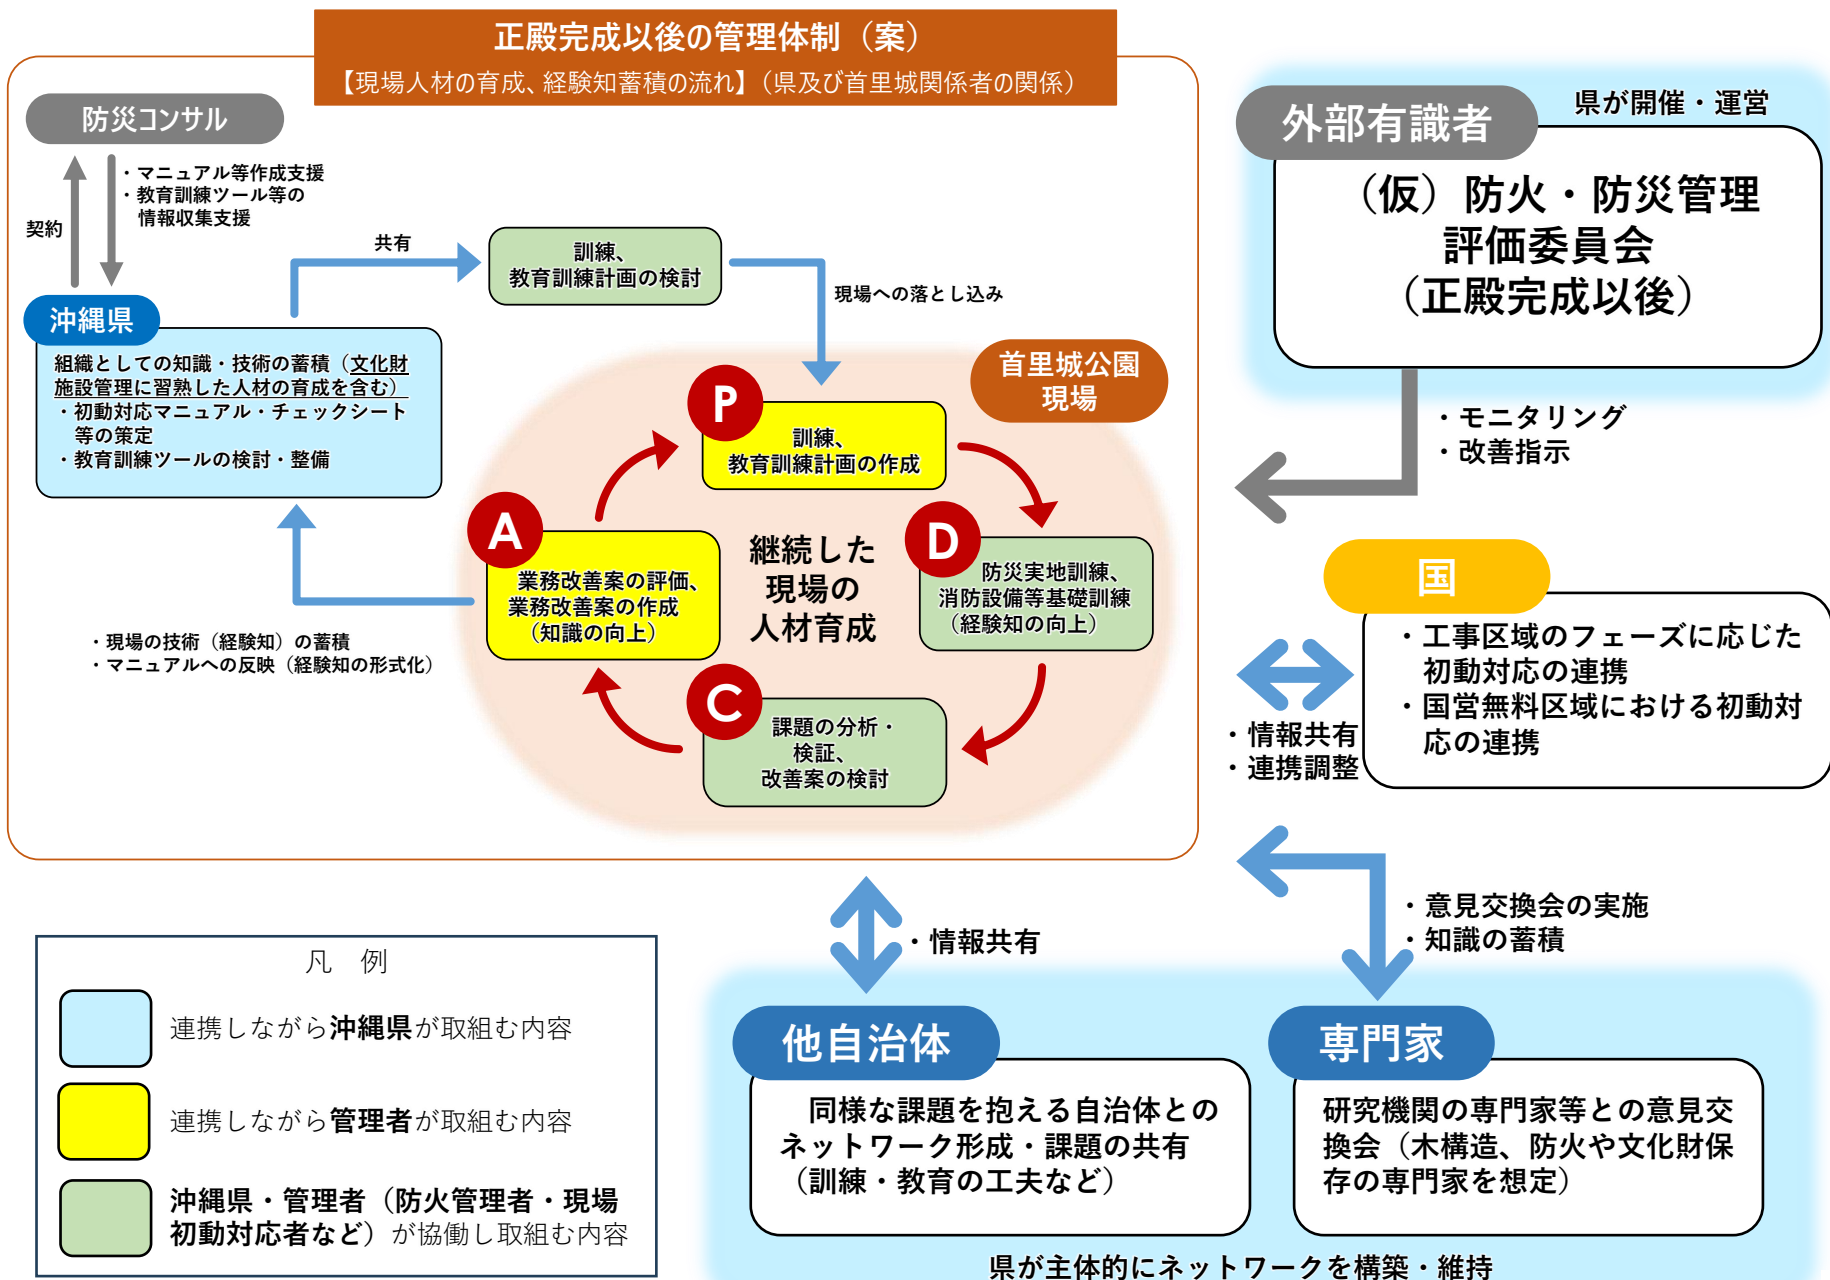 正殿完成以後の管理体制（案）
【現場人材の育成、経験知蓄積の流れ】（県及び首里城関係者の関係）
防災コンサル
契約
・マニュアル等作成支援
・教育訓練ツール等の
情報収集支援
沖縄県
組織としての知識・技術の蓄積（文化財
施設管理に習熟した人材の育成を含む）
・初動対応マニュアル・チェックシート
等の策定
・教育訓練ツールの検討・整備
共有
訓練、
教育訓練計画の検討
現場への落とし込み
首里城公園
現場
P
訓練、
教育訓練計画の作成
D
防災実地訓練、
消防設備等基礎訓練
（経験知の向上）
C
課題の分析・
検証、
改善案の検討
A
業務改善案の評価、
業務改善案の作成
（知識の向上）
継続した
現場の
人材育成
・現場の技術（経験知）の蓄積
・マニュアルへの反映（経験知の形式化）
外部有識者
県が開催・運営
（仮）防火・防災管理
評価委員会
（正殿完成以後）
・モニタリング
・改善指示
国
・工事区域のフェーズに応じた
初動対応の連携
・国営無料区域における初動対
応の連携
・情報共有
・連携調整
・意見交換会の実施
・知識の蓄積
・情報共有
他自治体
同様な課題を抱える自治体との
ネットワーク形成・課題の共有
（訓練・教育の工夫など）
専門家
研究機関の専門家等との意見交
換会（木構造、防火や文化財保
存の専門家を想定）
県が主体的にネットワークを構築・維持
凡　例
連携しながら沖縄県が取組む内容
連携しながら管理者が取組む内容
沖縄県・管理者（防火管理者・現場
初動対応者など）が協働し取組む内容